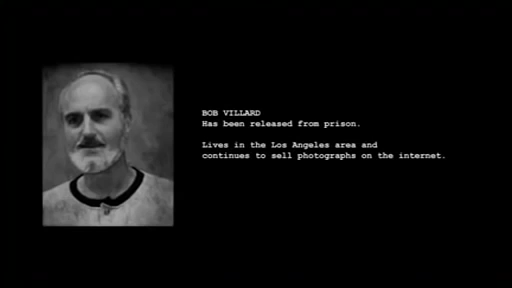 BOB VILLARD
Has been released from prison.
Lives in the Los Angeles area and
continues to sell photographs on the internet.